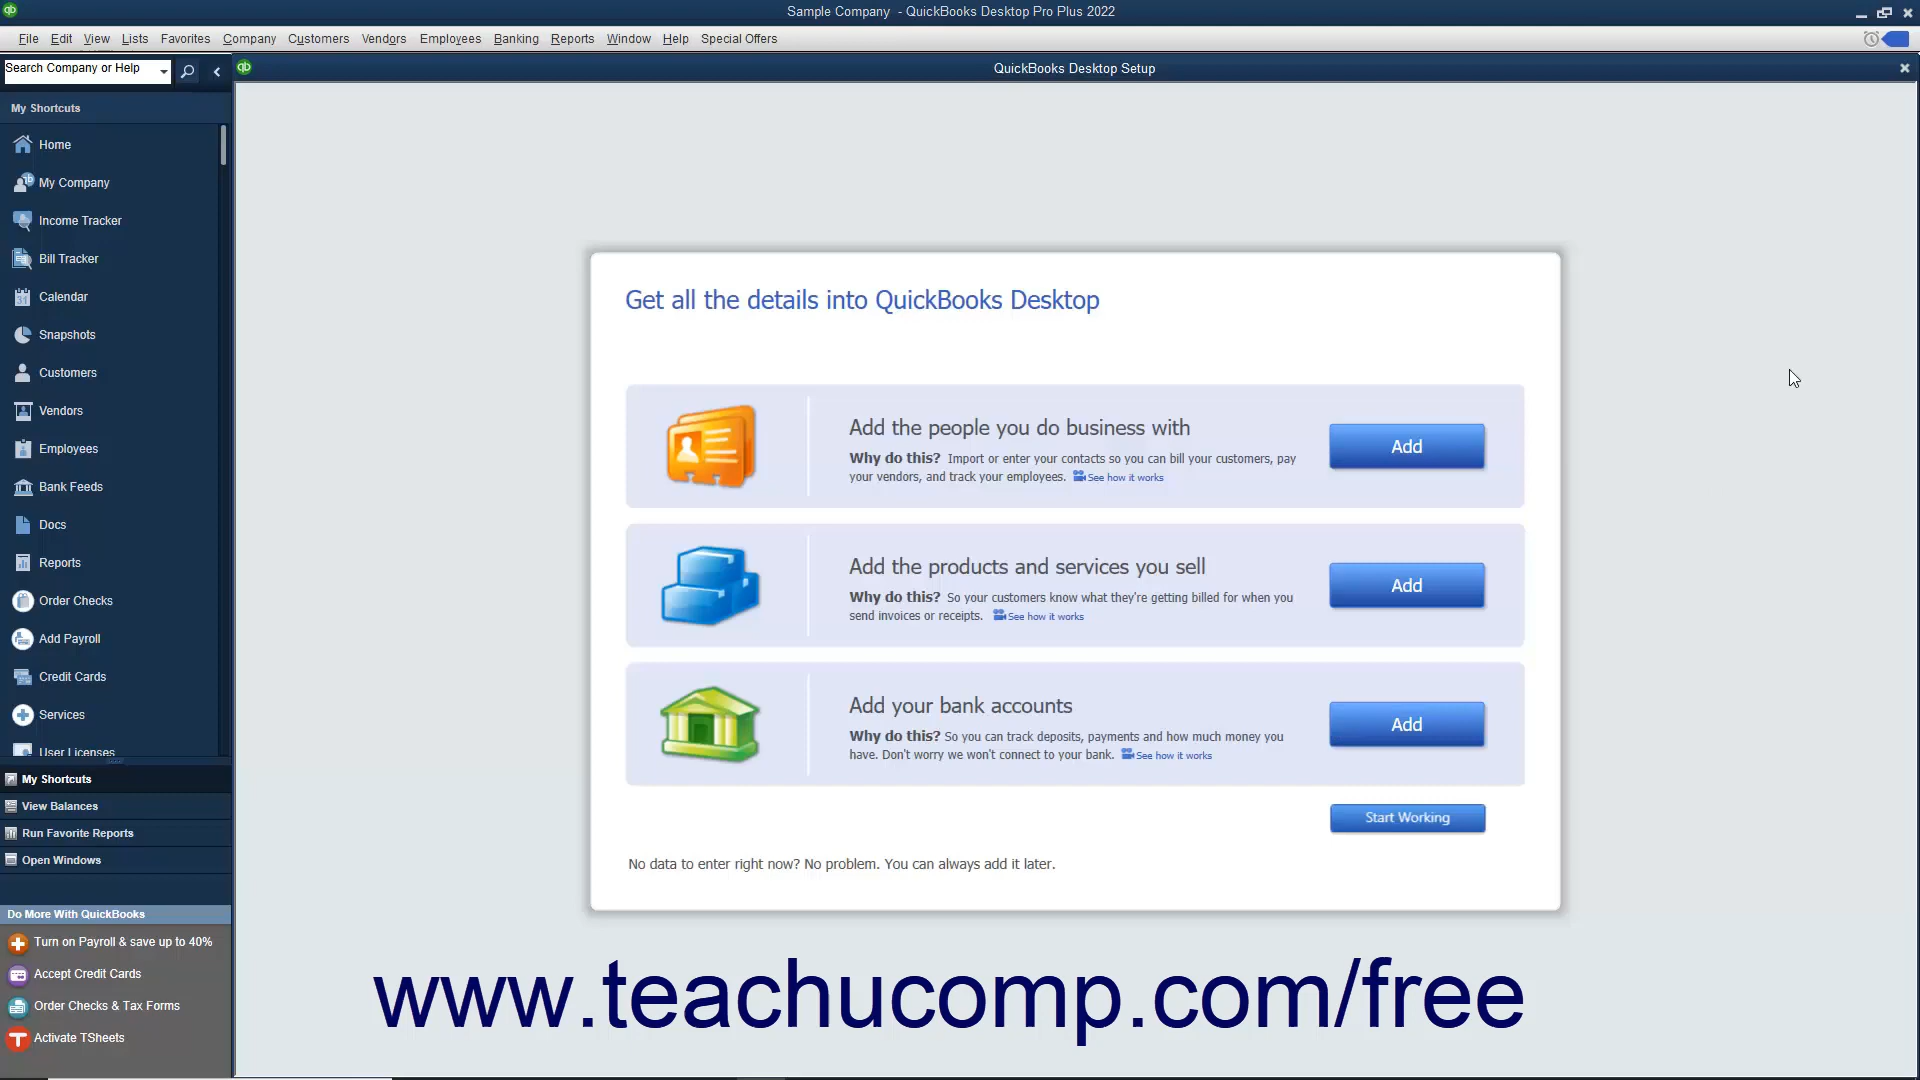 Sample Company - QuickBooks Desktop Pro Plus 2022
File Edit View Lists Favorites Company Customers Vendors Employees Banking Reports Window Help Special Offers
Search Company or Help
QuickBooks Desktop Setup
My Shortcuts
Home
My Company
Income Tracker
Bill Tracker
Calendar
Snapshots
Customers
Vendors
Employees
Bank Feeds
Docs
Reports
Order Checks
Add Payroll
Credit Cards
Services
User Licenses
My Shortcuts
View Balances
Run Favorite Reports
Open Windows
Do More With QuickBooks
Turn on Payroll & save up to 40%
Accept Credit Cards
Order Checks & Tax Forms
Activate TSheets
Get all the details into QuickBooks Desktop
Add the people you do business with
Why do this? Import or enter your contacts so you can bill your customers, pay
your vendors, and track your employees. See how it works
Add
Add the products and services you sell
Why do this? So your customers know what they're getting billed for when you
send invoices or receipts. See how it works
Add
Add your bank accounts
Why do this? So you can track deposits, payments and how much money you
have. Don't worry we won't connect to your bank. See how it works
Add
Start Working
No data to enter right now? No problem. You can always add it later.
www.teachucomp.com/free